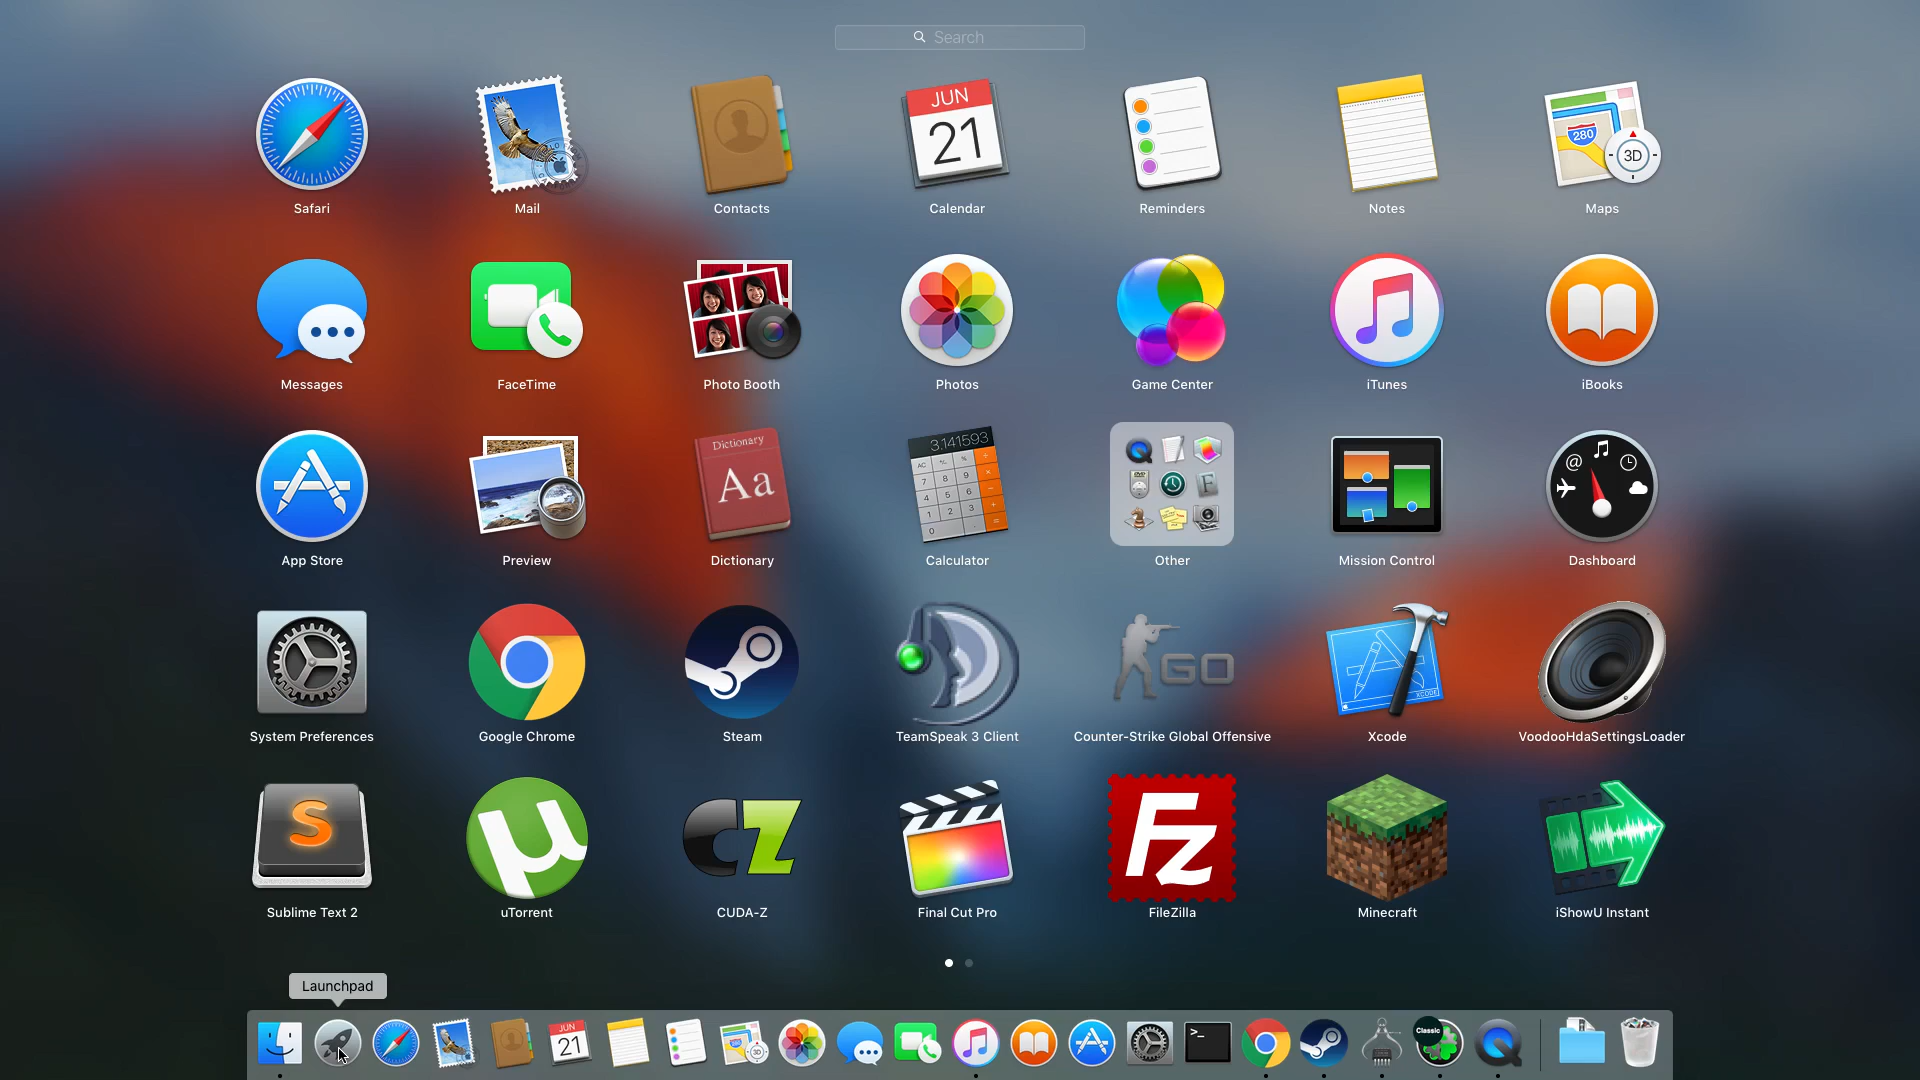 Search
JUN
21
280
3D
Safari
Mail
Contacts
Calendar
Reminders
Notes
Maps
Messages
FaceTime
Photo Booth
Photos
Game Center
iTunes
iBooks
Dictionary
Aa
3.141593
App Store
Preview
Dictionary
Calculator
Other
Mission Control
Dashboard
GO
XCODE
System Preferences
Google Chrome
Steam
TeamSpeak 3 Client
Counter-Strike Global Offensive
Xcode
VoodooHdaSettingsLoader
S
µ
CZ
FZ
Sublime Text 2
uTorrent
CUDA-Z
Final Cut Pro
FileZilla
Minecraft
iShowU Instant
Launchpad
JUN
21
Classic